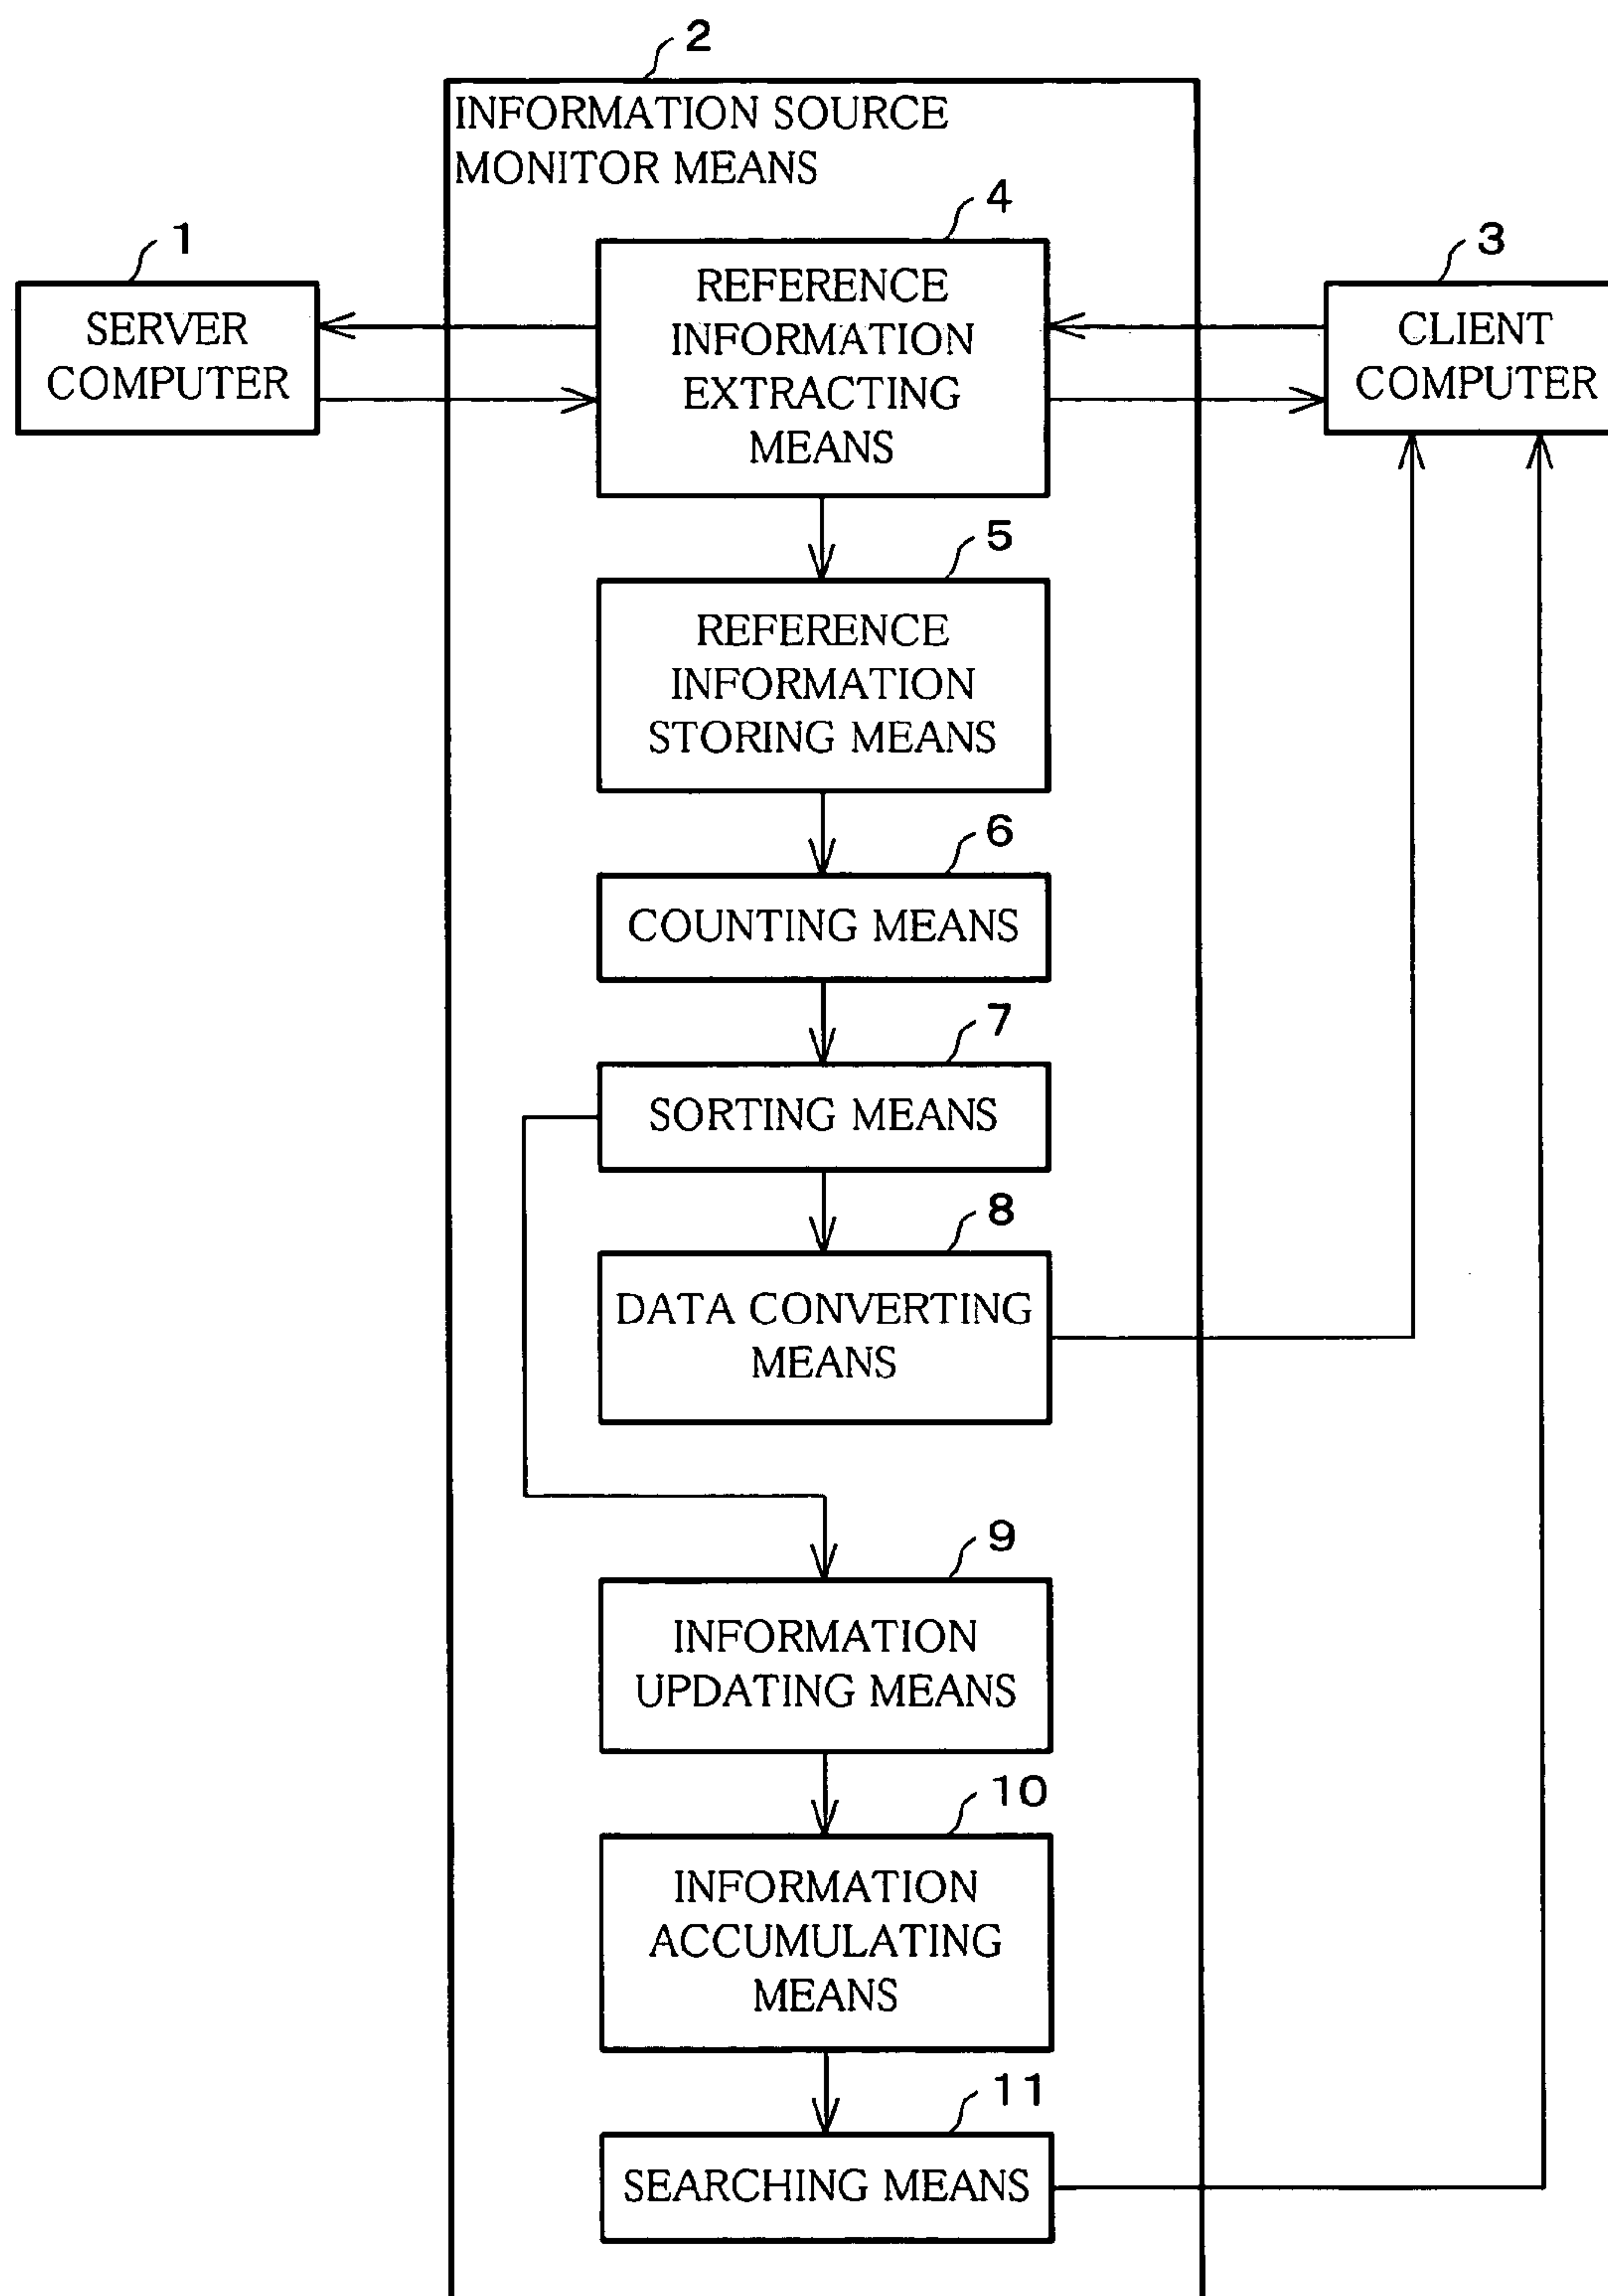 2
INFORMATION SOURCE
MONITOR MEANS
1
SERVER
COMPUTER
4
REFERENCE
INFORMATION
EXTRACTING
MEANS
3
CLIENT
COMPUTER
5
REFERENCE
INFORMATION
STORING MEANS
6
COUNTING MEANS
7
SORTING MEANS
8
DATA CONVERTING
MEANS
9
INFORMATION
UPDATING MEANS
10
INFORMATION
ACCUMULATING
MEANS
11
SEARCHING MEANS